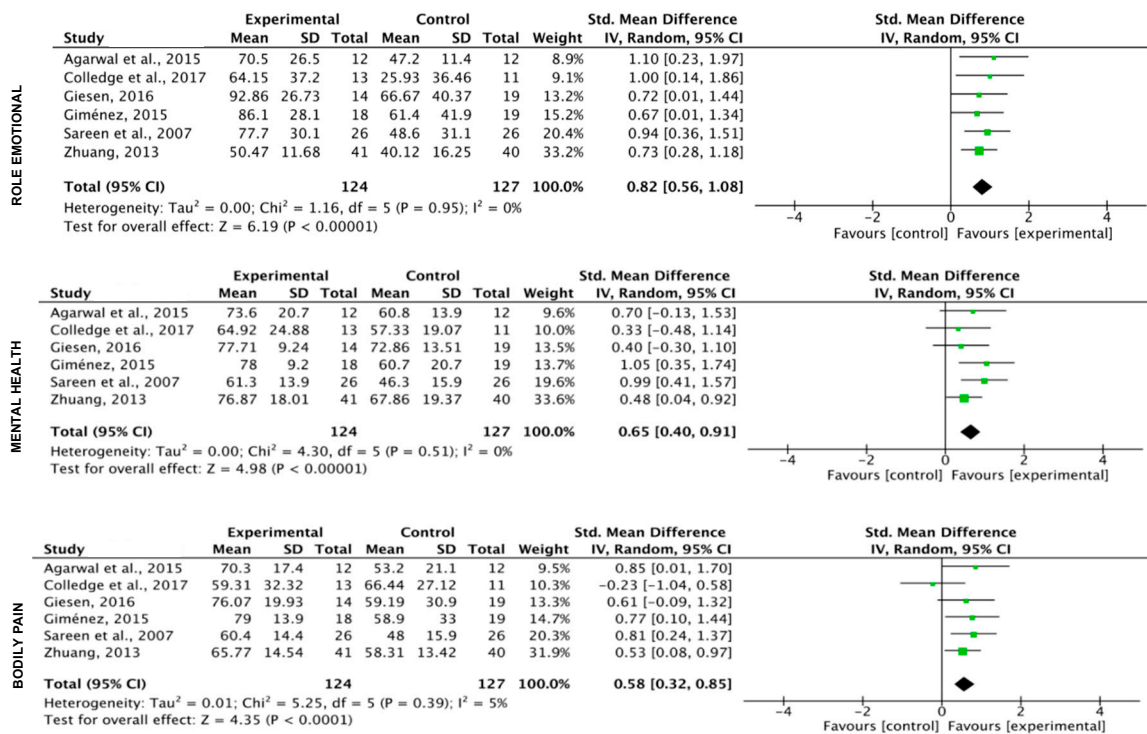 ROLE EMOTIONAL
Experimental Control Std. Mean Difference Std. Mean Difference
Study Mean SD Total Mean SD Total Weight IV, Random, 95% CI IV, Random, 95% CI
Agarwal et al., 2015 70.5 26.5 12 47.2 11.4 12 8.9% 1.10 [0.23, 1.97]
Colledge et al., 2017 64.15 37.2 13 25.93 36.46 11 9.1% 1.00 [0.14, 1.86]
Giesen, 2016 92.86 26.73 14 66.67 40.37 19 13.2% 0.72 [0.01, 1.44]
Giménez, 2015 86.1 28.1 18 61.4 41.9 19 15.2% 0.67 [0.01, 1.34]
Sareen et al., 2007 77.7 30.1 26 48.6 31.1 26 20.4% 0.94 [0.36, 1.51]
Zhuang, 2013 50.47 11.68 41 40.12 16.25 40 33.2% 0.73 [0.28, 1.18]
Total (95% CI) 124 127 100.0% 0.82 [0.56, 1.08]
Heterogeneity: Tau² = 0.00; Chi² = 1.16, df = 5 (P = 0.95); I² = 0%
Test for overall effect: Z = 6.19 (P < 0.00001)
−4 −2 0 2 4
Favours [control] Favours [experimental]
MENTAL HEALTH
Experimental Control Std. Mean Difference Std. Mean Difference
Study Mean SD Total Mean SD Total Weight IV, Random, 95% CI IV, Random, 95% CI
Agarwal et al., 2015 73.6 20.7 12 60.8 13.9 12 9.6% 0.70 [−0.13, 1.53]
Colledge et al., 2017 64.92 24.88 13 57.33 19.07 11 10.0% 0.33 [−0.48, 1.14]
Giesen, 2016 77.71 9.24 14 72.86 13.51 19 13.5% 0.40 [−0.30, 1.10]
Giménez, 2015 78 9.2 18 60.7 20.7 19 13.7% 1.05 [0.35, 1.74]
Sareen et al., 2007 61.3 13.9 26 46.3 15.9 26 19.6% 0.99 [0.41, 1.57]
Zhuang, 2013 76.87 18.01 41 67.86 19.37 40 33.6% 0.48 [0.04, 0.92]
Total (95% CI) 124 127 100.0% 0.65 [0.40, 0.91]
Heterogeneity: Tau² = 0.00; Chi² = 4.30, df = 5 (P = 0.51); I² = 0%
Test for overall effect: Z = 4.98 (P < 0.00001)
−4 −2 0 2 4
Favours [control] Favours [experimental]
BODILY PAIN
Experimental Control Std. Mean Difference Std. Mean Difference
Study Mean SD Total Mean SD Total Weight IV, Random, 95% CI IV, Random, 95% CI
Agarwal et al., 2015 70.3 17.4 12 53.2 21.1 12 9.5% 0.85 [0.01, 1.70]
Colledge et al., 2017 59.31 32.32 13 66.44 27.12 11 10.3% −0.23 [−1.04, 0.58]
Giesen, 2016 76.07 19.93 14 59.19 30.9 19 13.3% 0.61 [−0.09, 1.32]
Giménez, 2015 79 13.9 18 58.9 33 19 14.7% 0.77 [0.10, 1.44]
Sareen et al., 2007 60.4 14.4 26 48 15.9 26 20.3% 0.81 [0.24, 1.37]
Zhuang, 2013 65.77 14.54 41 58.31 13.42 40 31.9% 0.53 [0.08, 0.97]
Total (95% CI) 124 127 100.0% 0.58 [0.32, 0.85]
Heterogeneity: Tau² = 0.01; Chi² = 5.25, df = 5 (P = 0.39); I² = 5%
Test for overall effect: Z = 4.35 (P < 0.0001)
−4 −2 0 2 4
Favours [control] Favours [experimental]